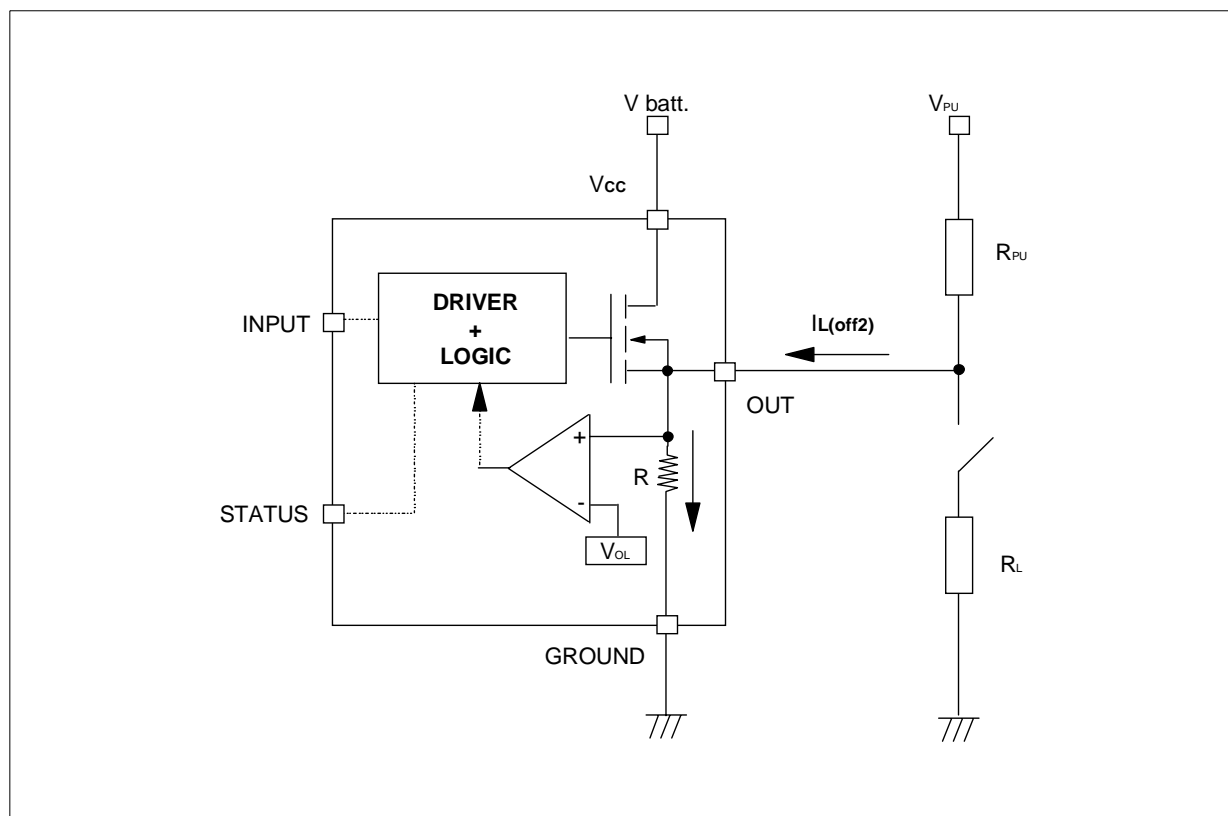 V batt.
VPU
Vcc
RPU
DRIVER
+
LOGIC
INPUT
IL(off2)
OUT
+
R
-
STATUS
VOL
RL
GROUND